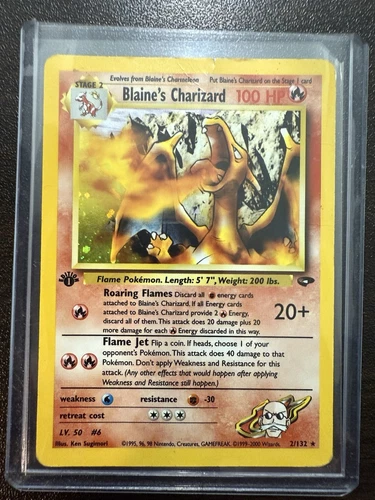 Evolves from Blaine's Charmeleon Put Blaine's Charizard on the Stage 1 card
STAGE 2
Blaine's Charizard 100 HP
EDITION
1
Flame Pokémon. Length: 5' 7", Weight: 200 lbs.
Roaring Flames Discard all energy cards
attached to Blaine's Charizard. If all Energy cards
attached to Blaine's Charizard provide 2 Energy,
discard all of them. This attack does 20 damage plus 20
more damage for each Energy discarded in this way.
20+
Flame Jet Flip a coin. If heads, choose 1 of your
opponent's Pokémon. This attack does 40 damage to that
Pokémon. Don't apply Weakness and Resistance for this
attack. (Any other effects that would happen after applying
Weakness and Resistance still happen.)
weakness resistance -30
retreat cost
LV. 50 #6
Illus. Ken Sugimori ©1995, 96, 98 Nintendo, Creatures, GAMEFREAK. ©1999-2000 Wizards. 2/132